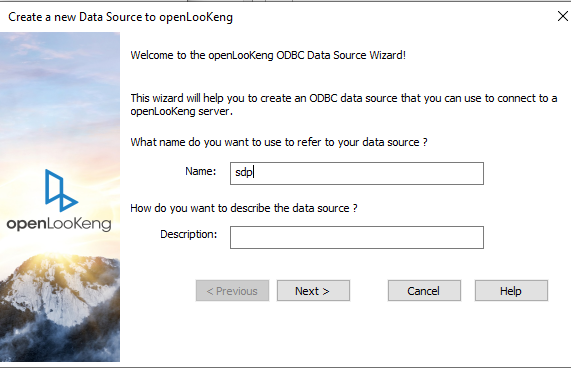 Create a new Data Source to openLooKeng
Welcome to the openLooKeng ODBC Data Source Wizard!
This wizard will help you to create an ODBC data source that you can use to connect to a
openLooKeng server.
What name do you want to use to refer to your data source ?
Name: sdp
openLooKeng
How do you want to describe the data source ?
Description:
< Previous Next > Cancel Help